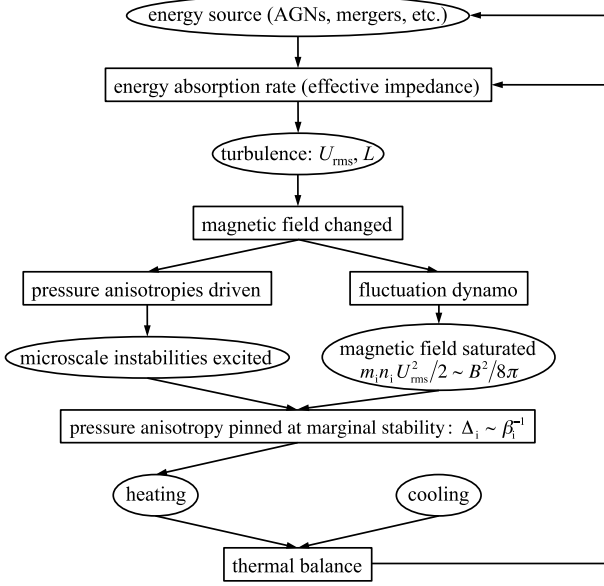 energy source (AGNs, mergers, etc.)
energy absorption rate (effective impedance)
turbulence: U_rms, L
magnetic field changed
pressure anisotropies driven
fluctuation dynamo
microscale instabilities excited
magnetic field saturated
m_i n_i U_rms^2/2 ~ B^2/8π
pressure anisotropy pinned at marginal stability: Δ_i ~ β_i^−1
heating
cooling
thermal balance